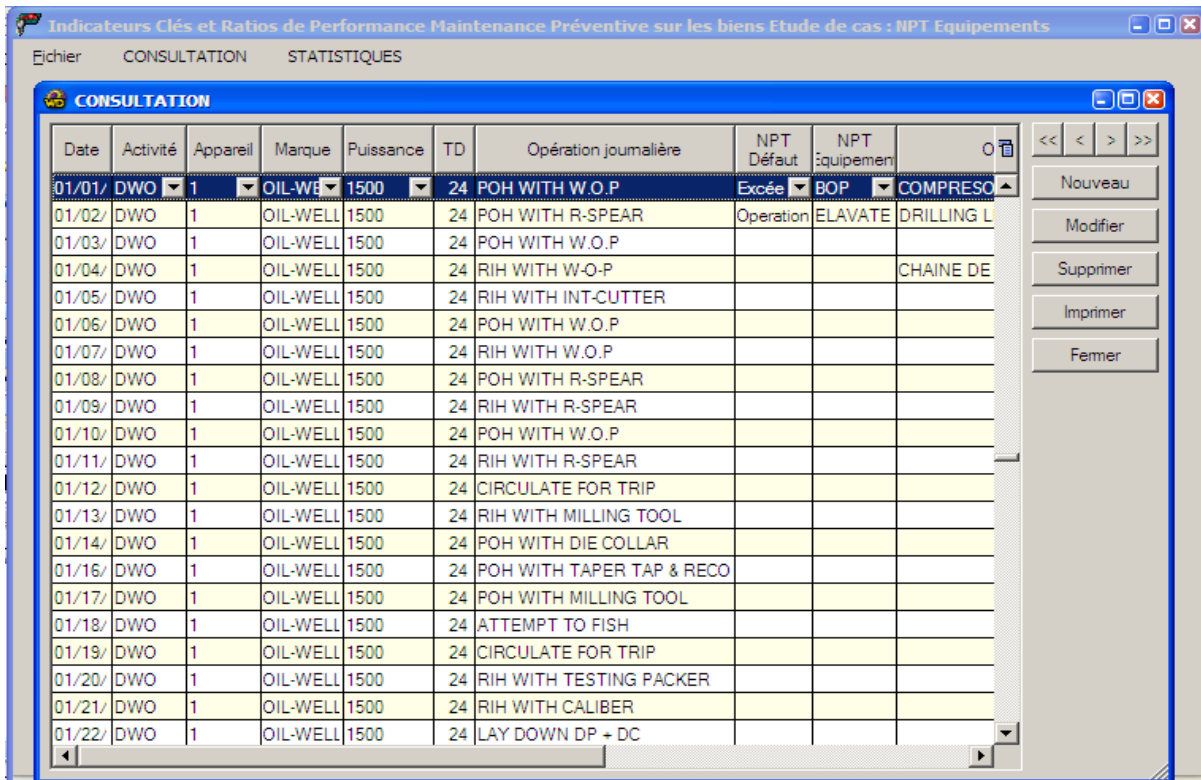 Indicateurs Clés et Ratios de Performance Maintenance Préventive sur les biens Etude de cas : NPT Equipements
Fichier CONSULTATION STATISTIQUES
CONSULTATION
Date Activité Appareil Marque Puissance TD Opération journalière NPT Défaut NPT Equipemen O
<< < > >>
01/01/ DWO 1 OIL-WE 1500 24 POH WITH W.O.P Excée BOP COMPRESO
01/02/ DWO 1 OIL-WELL 1500 24 POH WITH R-SPEAR Operation ELAVATE DRILLING L
01/03/ DWO 1 OIL-WELL 1500 24 POH WITH W.O.P
01/04/ DWO 1 OIL-WELL 1500 24 RIH WITH W-O-P CHAINE DE
01/05/ DWO 1 OIL-WELL 1500 24 RIH WITH INT-CUTTER
01/06/ DWO 1 OIL-WELL 1500 24 POH WITH W.O.P
01/07/ DWO 1 OIL-WELL 1500 24 RIH WITH W.O.P
01/08/ DWO 1 OIL-WELL 1500 24 POH WITH R-SPEAR
01/09/ DWO 1 OIL-WELL 1500 24 RIH WITH R-SPEAR
01/10/ DWO 1 OIL-WELL 1500 24 POH WITH W.O.P
01/11/ DWO 1 OIL-WELL 1500 24 RIH WITH R-SPEAR
01/12/ DWO 1 OIL-WELL 1500 24 CIRCULATE FOR TRIP
01/13/ DWO 1 OIL-WELL 1500 24 RIH WITH MILLING TOOL
01/14/ DWO 1 OIL-WELL 1500 24 POH WITH DIE COLLAR
01/16/ DWO 1 OIL-WELL 1500 24 POH WITH TAPER TAP & RECO
01/17/ DWO 1 OIL-WELL 1500 24 POH WITH MILLING TOOL
01/18/ DWO 1 OIL-WELL 1500 24 ATTEMPT TO FISH
01/19/ DWO 1 OIL-WELL 1500 24 CIRCULATE FOR TRIP
01/20/ DWO 1 OIL-WELL 1500 24 RIH WITH TESTING PACKER
01/21/ DWO 1 OIL-WELL 1500 24 RIH WITH CALIBER
01/22/ DWO 1 OIL-WELL 1500 24 LAY DOWN DP + DC
Nouveau
Modifier
Supprimer
Imprimer
Fermer